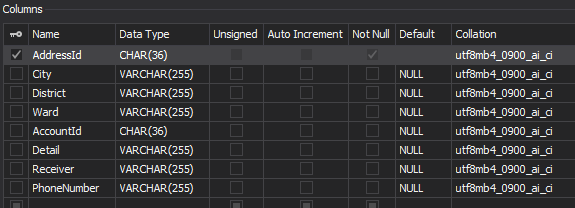 Columns
Name Data Type Unsigned Auto Increment Not Null Default Collation
AddressId CHAR(36) utf8mb4_0900_ai_ci
City VARCHAR(255) NULL utf8mb4_0900_ai_ci
District VARCHAR(255) NULL utf8mb4_0900_ai_ci
Ward VARCHAR(255) NULL utf8mb4_0900_ai_ci
AccountId CHAR(36) utf8mb4_0900_ai_ci
Detail VARCHAR(255) NULL utf8mb4_0900_ai_ci
Receiver VARCHAR(255) NULL utf8mb4_0900_ai_ci
PhoneNumber VARCHAR(255) NULL utf8mb4_0900_ai_ci